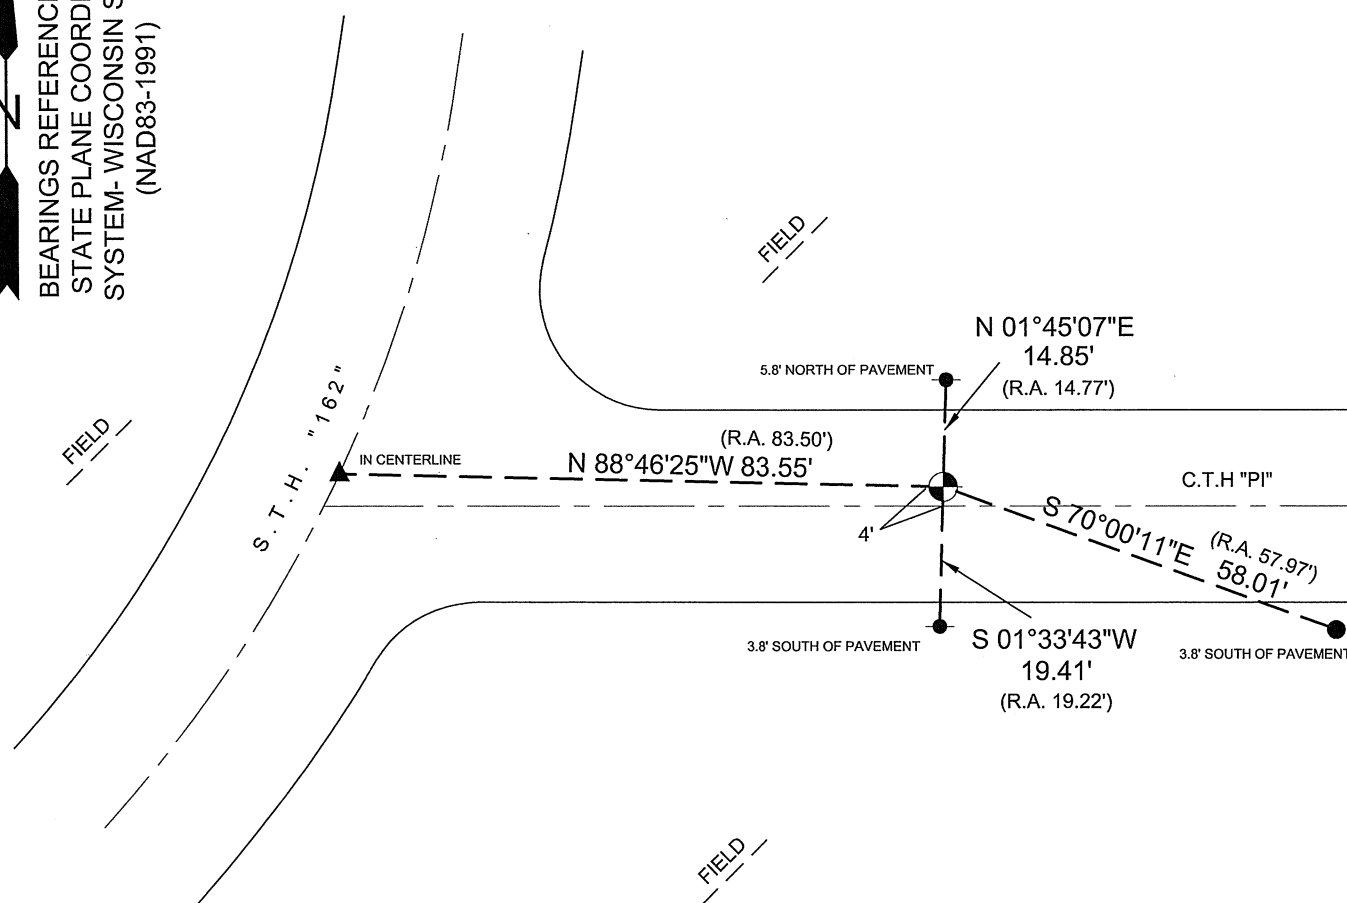 BEARINGS REFERENC
STATE PLANE COORD
SYSTEM- WISCONSIN S
(NAD83-1991)
N
FIELD
N 01°45'07"E
14.85'
(R.A. 14.77')
5.8' NORTH OF PAVEMENT
S.T.H. "162"
FIELD
IN CENTERLINE
(R.A. 83.50')
N 88°46'25"W 83.55'
C.T.H "PI"
4'
S 70°00'11"E
(R.A. 57.97')
58.01'
3.8' SOUTH OF PAVEMENT
S 01°33'43"W
19.41'
(R.A. 19.22')
3.8' SOUTH OF PAVEMENT
FIELD